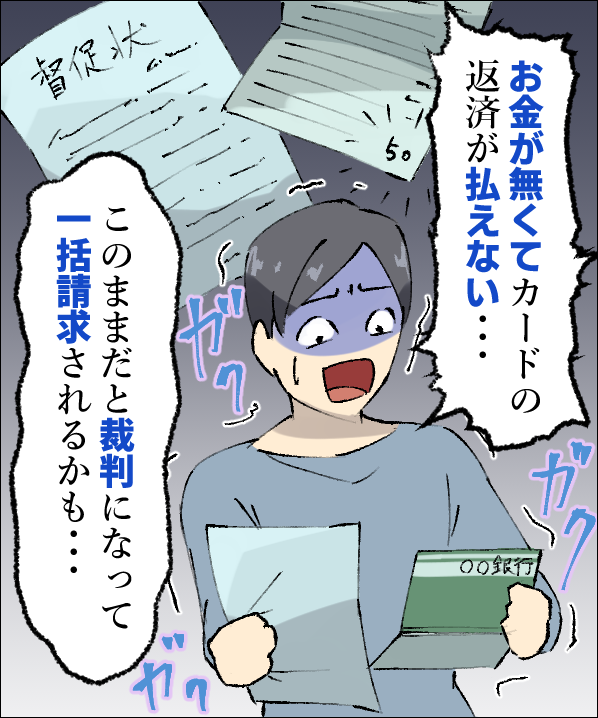 お金が無くてカードの
返済が払えない・・・
督促状
50
ガク
ガク
〇〇銀行
このままだと裁判になって
一括請求されるかも・・・
ガク